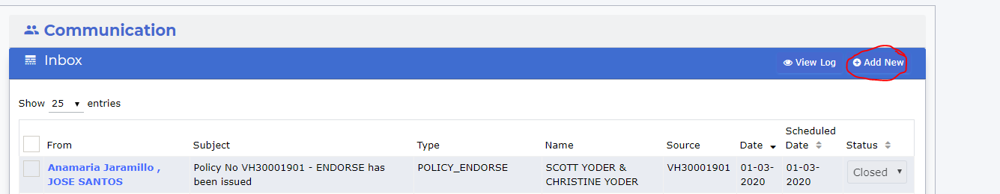 Communication
Inbox
View Log
Add New
Show 25 entries
From
Subject
Type
Name
Source
Date
Scheduled
Date
Status
Anamaria Jaramillo ,
JOSE SANTOS
Policy No VH30001901 - ENDORSE has
been issued
POLICY_ENDORSE
SCOTT YODER &
CHRISTINE YODER
VH30001901
01-03-
2020
01-03-
2020
Closed